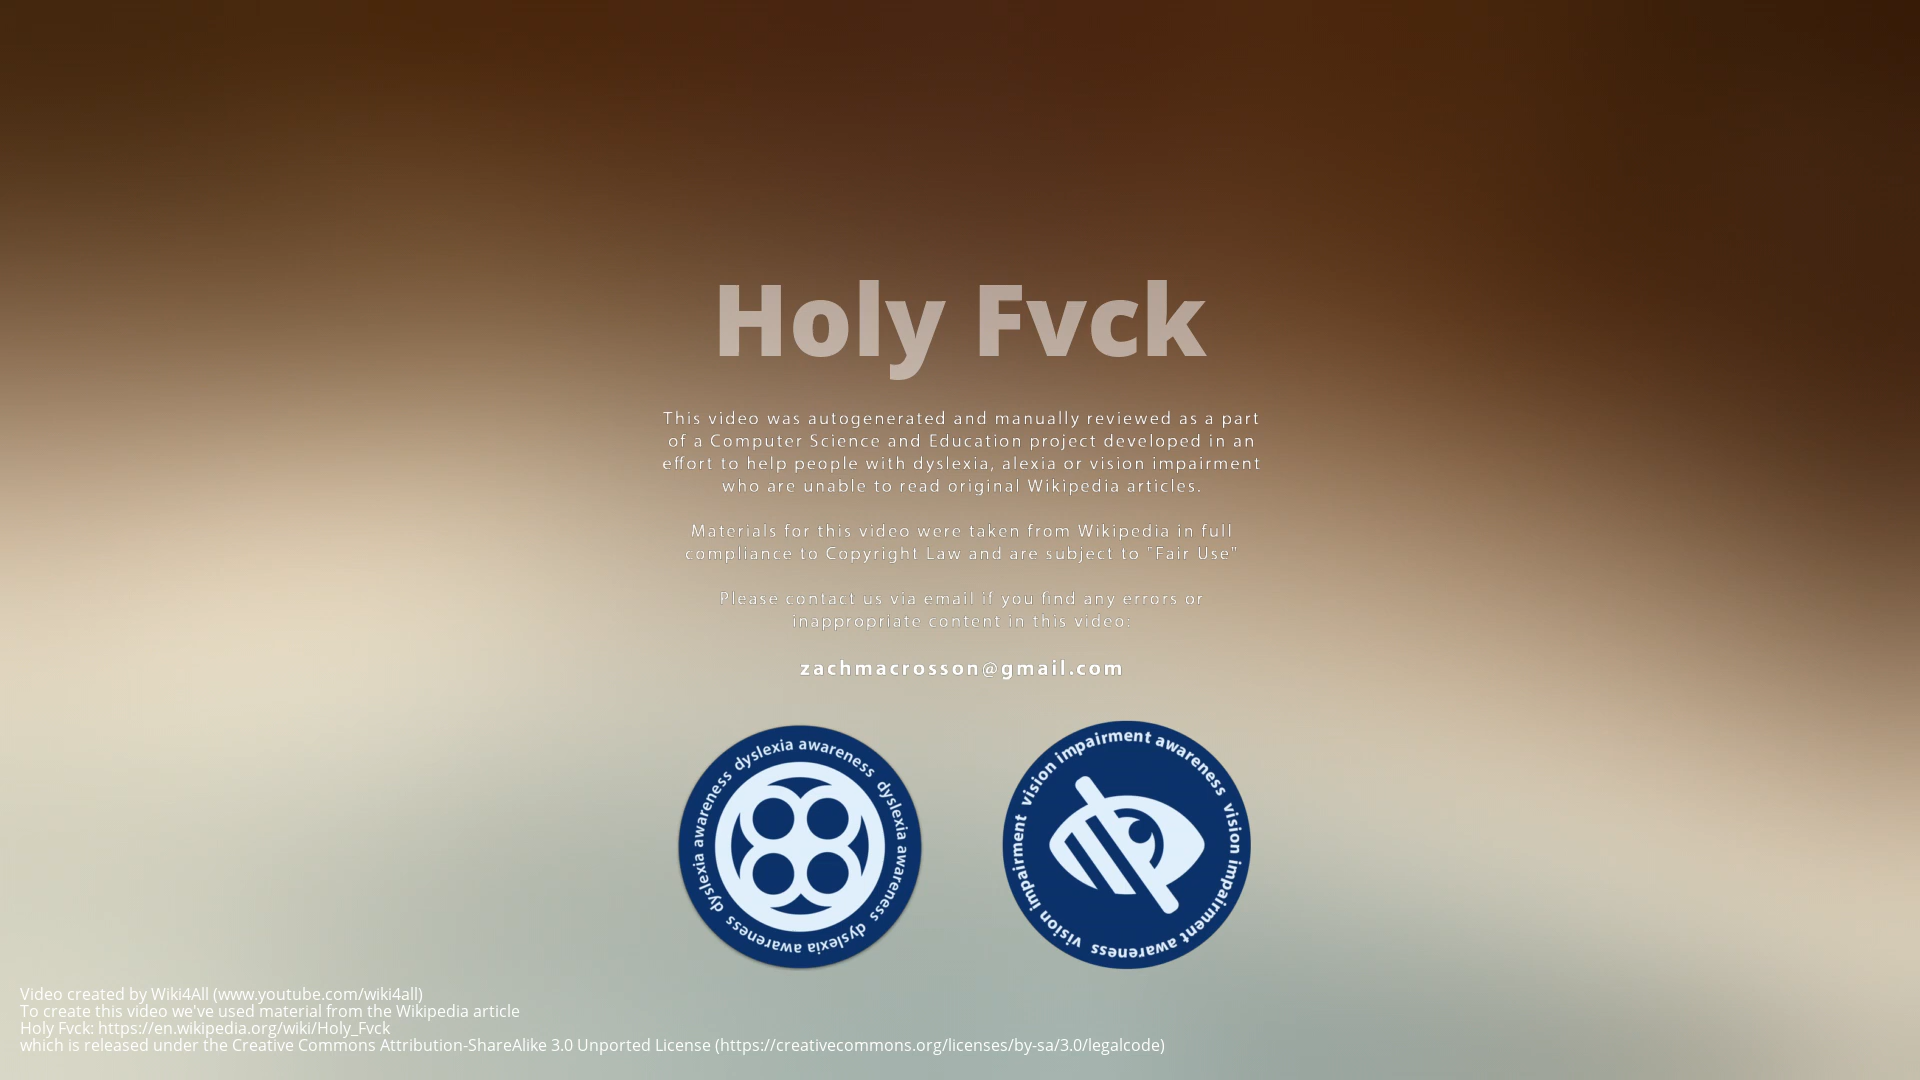 Holy Fvck
This video was autogenerated and manually reviewed as a part
of a Computer Science and Education project developed in an
effort to help people with dyslexia, alexia or vision impairment
who are unable to read original Wikipedia articles.
Materials for this video were taken from Wikipedia in full
compliance to Copyright Law and are subject to "Fair Use"
Please contact us via email if you find any errors or
inappropriate content in this video:
zachmacrosson@gmail.com
dyslexia awareness dyslexia awareness dyslexia awareness dyslexia awareness
vision impairment awareness vision impairment awareness vision impairment
Video created by Wiki4All (www.youtube.com/wiki4all)
To create this video we've used material from the Wikipedia article
Holy Fvck: https://en.wikipedia.org/wiki/Holy_Fvck
which is released under the Creative Commons Attribution-ShareAlike 3.0 Unported License (https://creativecommons.org/licenses/by-sa/3.0/legalcode)